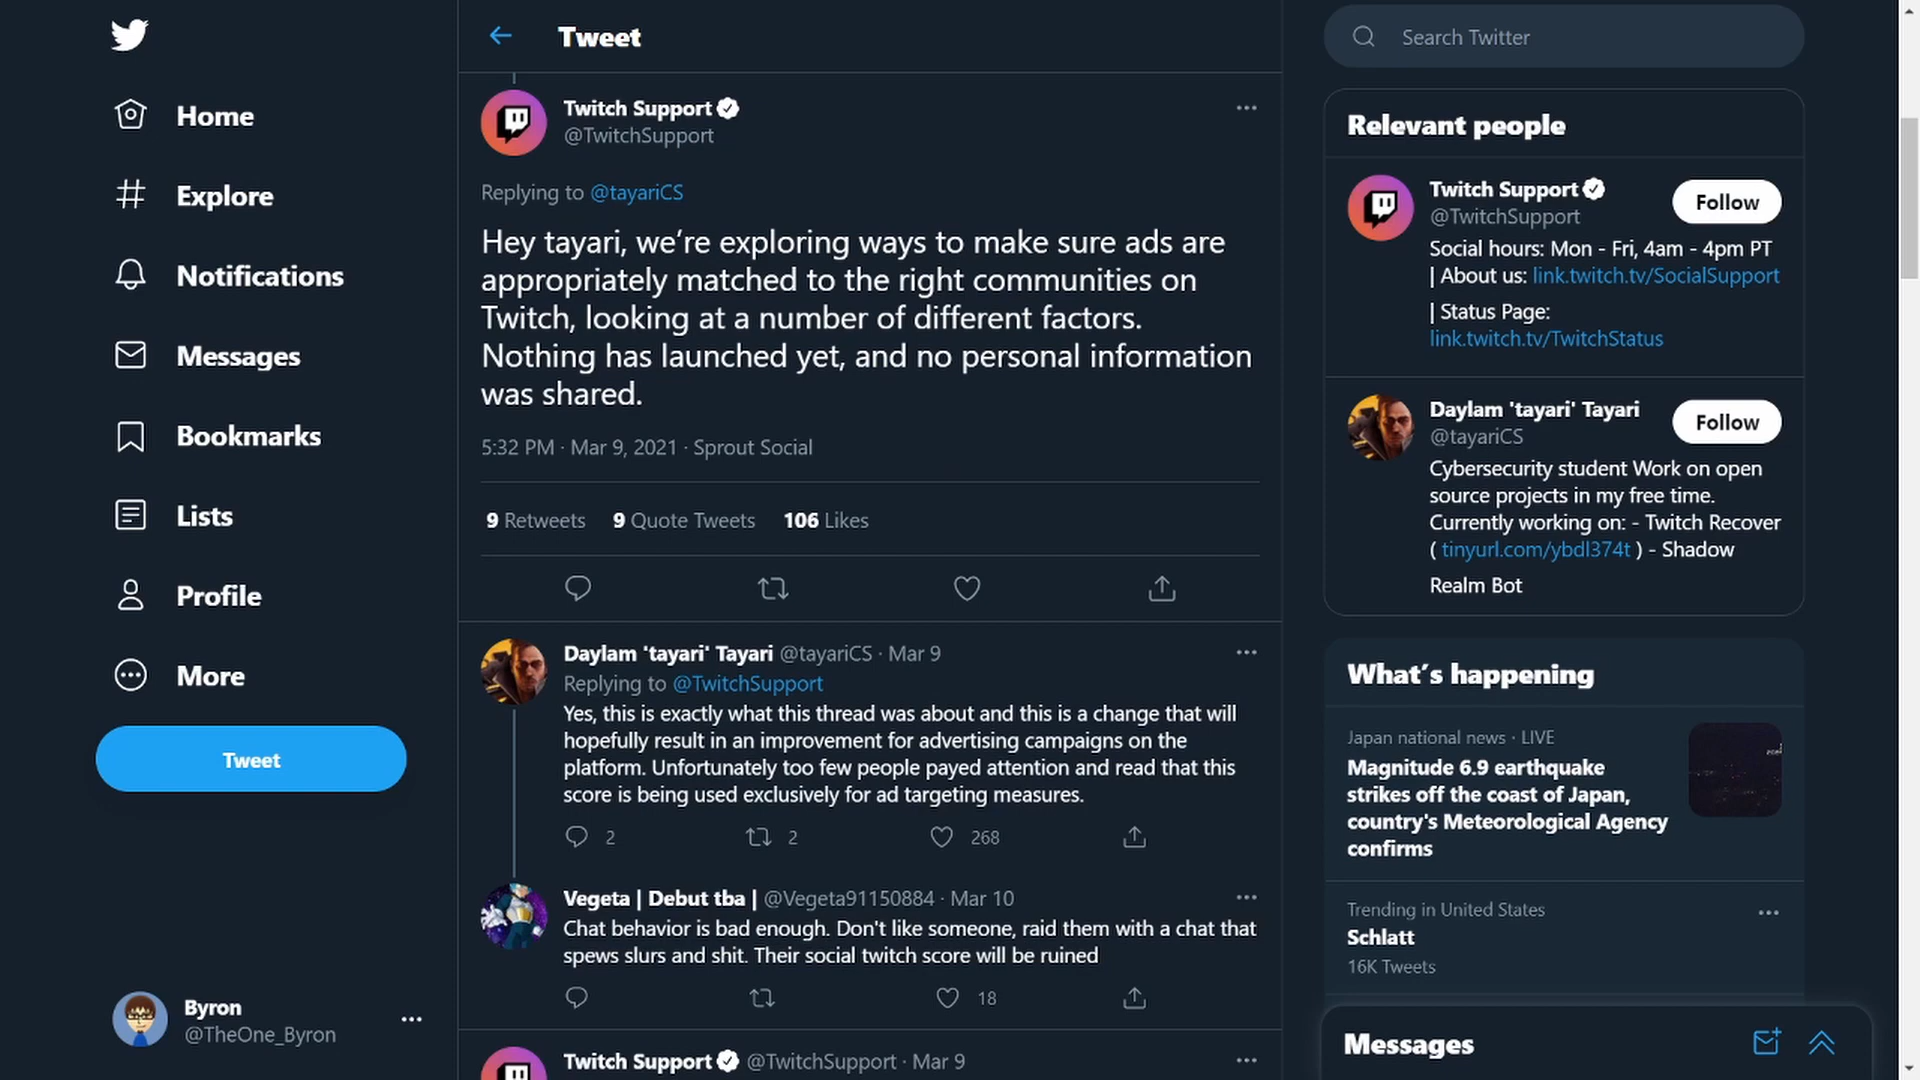 Home
Explore
Notifications
Messages
Bookmarks
Lists
Profile
More
Tweet
Byron
@TheOne_Byron
Tweet
Twitch Support
@TwitchSupport
Replying to @tayariCS
Hey tayari, we’re exploring ways to make sure ads are
appropriately matched to the right communities on
Twitch, looking at a number of different factors.
Nothing has launched yet, and no personal information
was shared.
5:32 PM · Mar 9, 2021 · Sprout Social
9 Retweets 9 Quote Tweets 106 Likes
Daylam 'tayari' Tayari @tayariCS · Mar 9
Replying to @TwitchSupport
Yes, this is exactly what this thread was about and this is a change that will
hopefully result in an improvement for advertising campaigns on the
platform. Unfortunately too few people payed attention and read that this
score is being used exclusively for ad targeting measures.
2 2 268
Vegeta | Debut tba | @Vegeta91150884 · Mar 10
Chat behavior is bad enough. Don't like someone, raid them with a chat that
spews slurs and shit. Their social twitch score will be ruined
18
Twitch Support @TwitchSupport · Mar 9
Search Twitter
Relevant people
Twitch Support
@TwitchSupport
Follow
Social hours: Mon - Fri, 4am - 4pm PT
| About us: link.twitch.tv/SocialSupport
| Status Page:
link.twitch.tv/TwitchStatus
Daylam 'tayari' Tayari
@tayariCS
Follow
Cybersecurity student Work on open
source projects in my free time.
Currently working on: - Twitch Recover
( tinyurl.com/ybdl374t ) - Shadow
Realm Bot
What’s happening
Japan national news · LIVE
Magnitude 6.9 earthquake
strikes off the coast of Japan,
country's Meteorological Agency
confirms
Trending in United States
Schlatt
16K Tweets
Messages